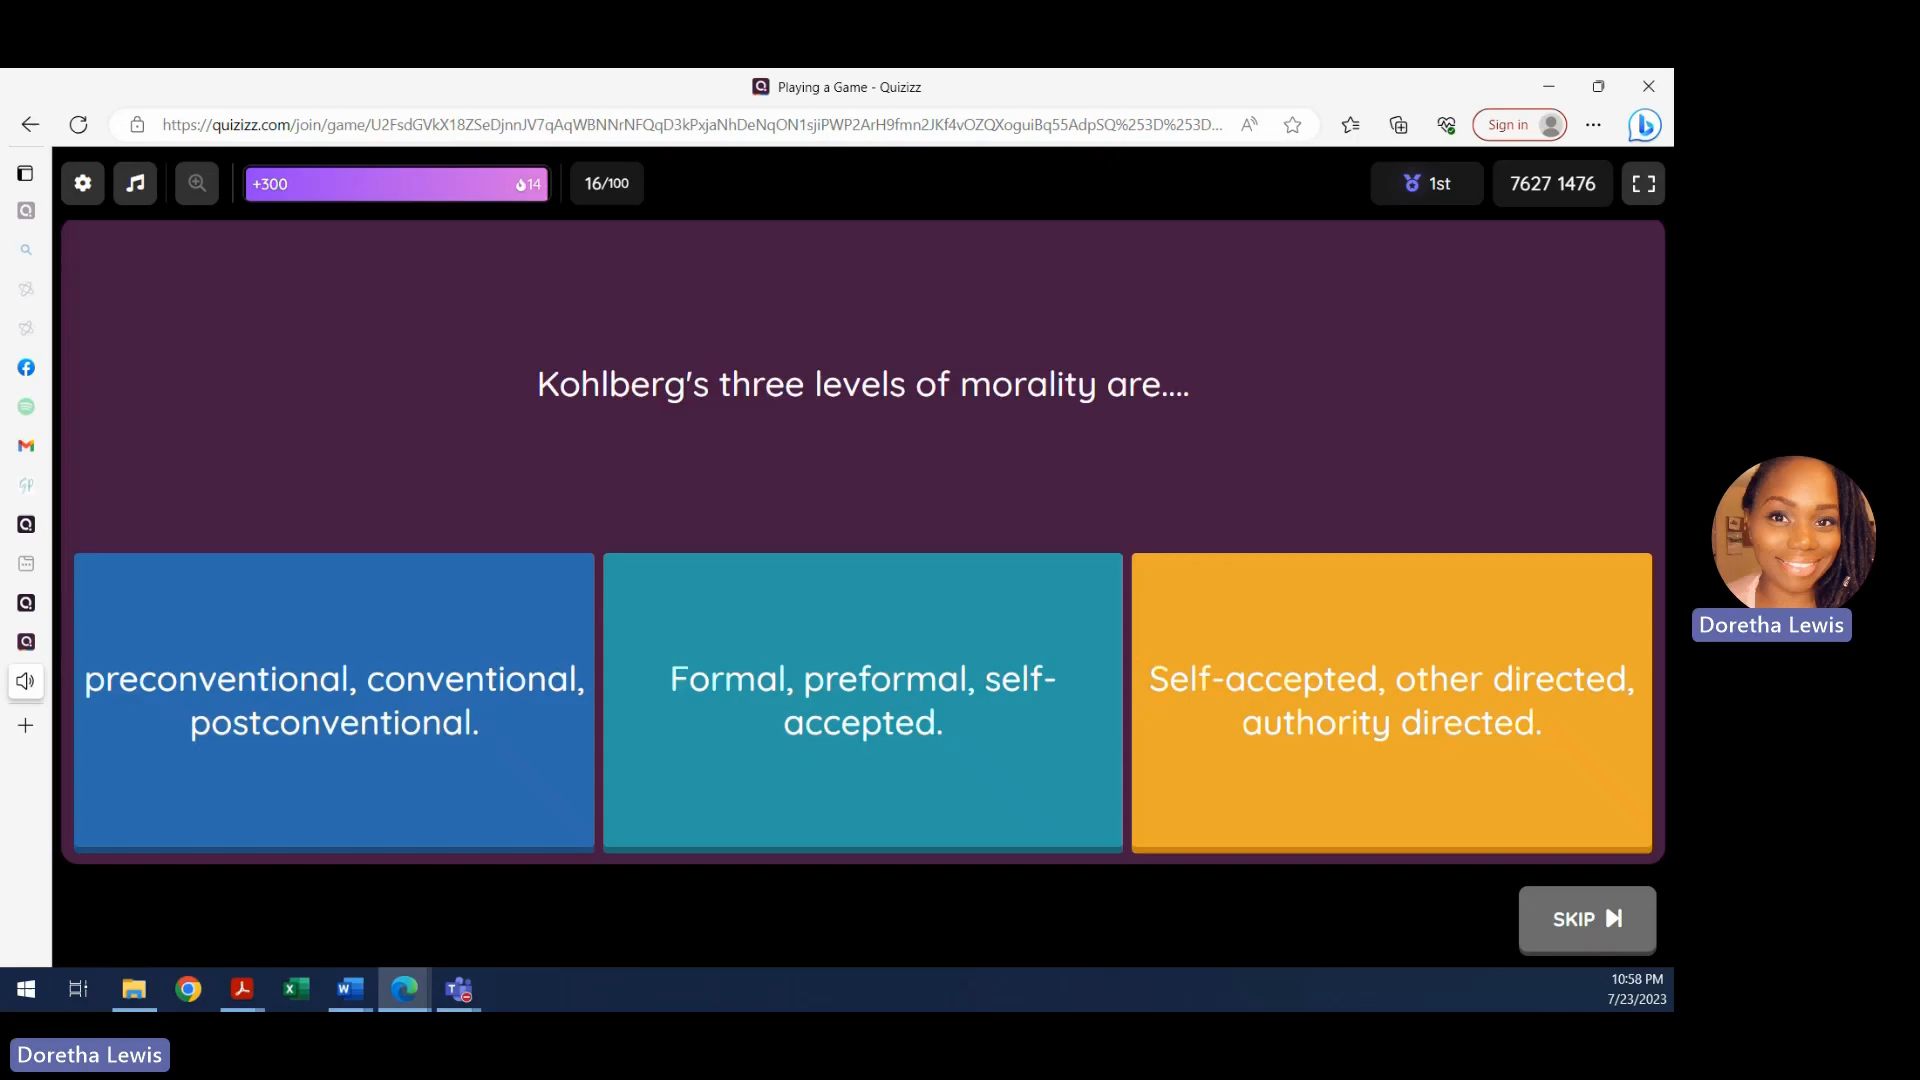 Playing a Game - Quizizz
https://quizizz.com/join/game/U2FsdGVkX18ZSeDjnnJV7qAqWBNNrNFQqD3kPxjaNhDeNqON1sjiPWP2ArH9fmn2JKf4vOZQXoguiBq55AdpSQ%253D%253D...
Sign in
+300
14
16/100
1st
7627 1476
Kohlberg's three levels of morality are....
preconventional, conventional,
postconventional.
Formal, preformal, self-
accepted.
Self-accepted, other directed,
authority directed.
Doretha Lewis
SKIP
10:58 PM
7/23/2023
Doretha Lewis